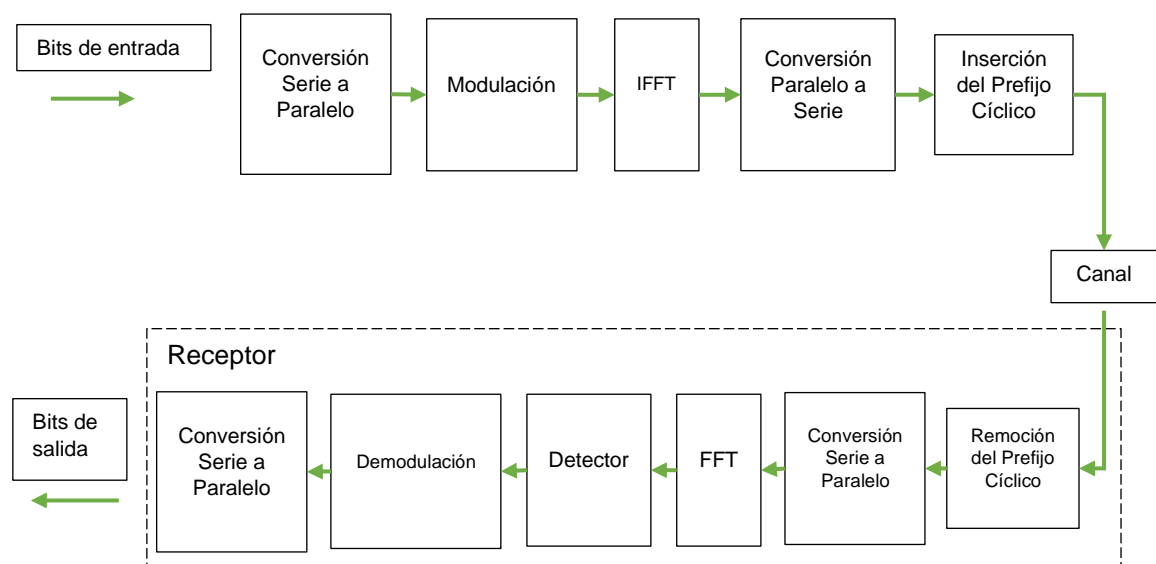 Bits de entrada
Conversión
Serie a
Paralelo
Modulación
IFFT
Conversión
Paralelo a
Serie
Inserción
del Prefijo
Cíclico
Canal
Receptor
Bits de
salida
Conversión
Serie a
Paralelo
Demodulación
Detector
FFT
Conversión
Serie a
Paralelo
Remoción
del Prefijo
Cíclico